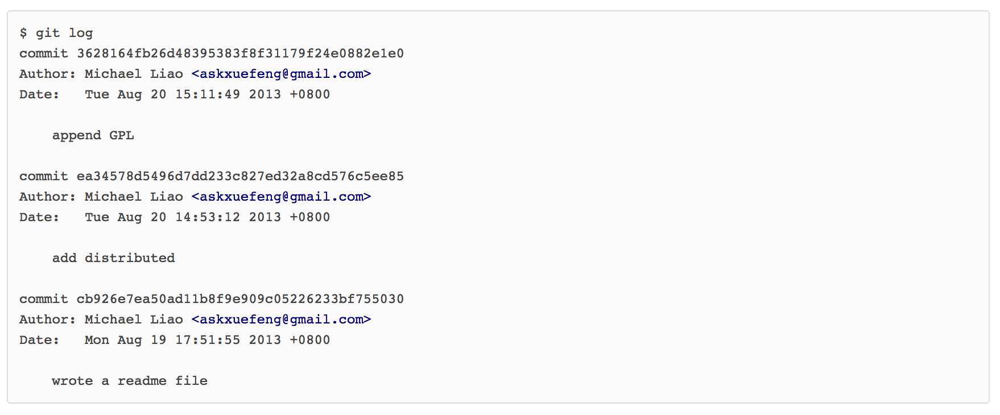 $ git log
commit 3628164fb26d48395383f8f31179f24e0882e1e0
Author: Michael Liao <askxuefeng@gmail.com>
Date:   Tue Aug 20 15:11:49 2013 +0800

    append GPL

commit ea34578d5496d7dd233c827ed32a8cd576c5ee85
Author: Michael Liao <askxuefeng@gmail.com>
Date:   Tue Aug 20 14:53:12 2013 +0800

    add distributed

commit cb926e7ea50ad11b8f9e909c05226233bf755030
Author: Michael Liao <askxuefeng@gmail.com>
Date:   Mon Aug 19 17:51:55 2013 +0800

    wrote a readme file